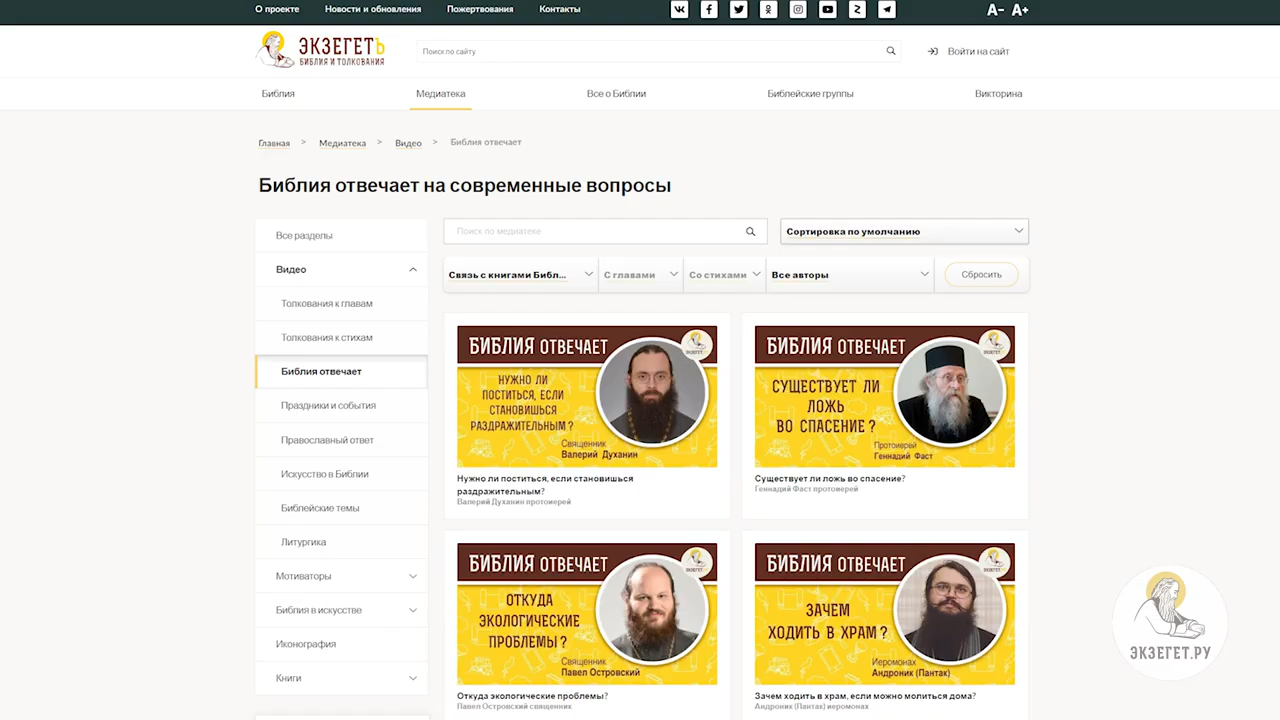 О проекте
Новости и обновления
Пожертвования
Контакты
A− A+
ЭКЗЕГЕТЪ
БИБЛИЯ И ТОЛКОВАНИЯ
Поиск по сайту
Войти на сайт
Библия
Медиатека
Все о Библии
Библейские группы
Викторина
Главная > Медиатека > Видео > Библия отвечает
Библия отвечает на современные вопросы
Все разделы
Видео
Толкования к главам
Толкования к стихам
Библия отвечает
Праздники и события
Православный ответ
Искусство в Библии
Библейские темы
Литургика
Мотиваторы
Библия в искусстве
Иконография
Книги
Поиск по медиатеке
Сортировка по умолчанию
Связь с книгами Библ...
С главами
Со стихами
Все авторы
Сбросить
БИБЛИЯ ОТВЕЧАЕТ
НУЖНО ЛИ
ПОСТИТЬСЯ, ЕСЛИ
СТАНОВИШЬСЯ
РАЗДРАЖИТЕЛЬНЫМ?
Священник
Валерий Духанин
Нужно ли поститься, если становишься
раздражительным?
Валерий Духанин протоиерей
БИБЛИЯ ОТВЕЧАЕТ
СУЩЕСТВУЕТ ЛИ
ЛОЖЬ
ВО СПАСЕНИЕ?
Протоиерей
Геннадий Фаст
Существует ли ложь во спасение?
Геннадий Фаст протоиерей
БИБЛИЯ ОТВЕЧАЕТ
ОТКУДА
ЭКОЛОГИЧЕСКИЕ
ПРОБЛЕМЫ?
Священник
Павел Островский
Откуда экологические проблемы?
Павел Островский священник
БИБЛИЯ ОТВЕЧАЕТ
ЗАЧЕМ
ХОДИТЬ В ХРАМ?
Иеромонах
Андроник (Пантак)
Зачем ходить в храм, если можно молиться дома?
Андроник (Пантак) иеромонах
ЭКЗЕГЕТ.РУ